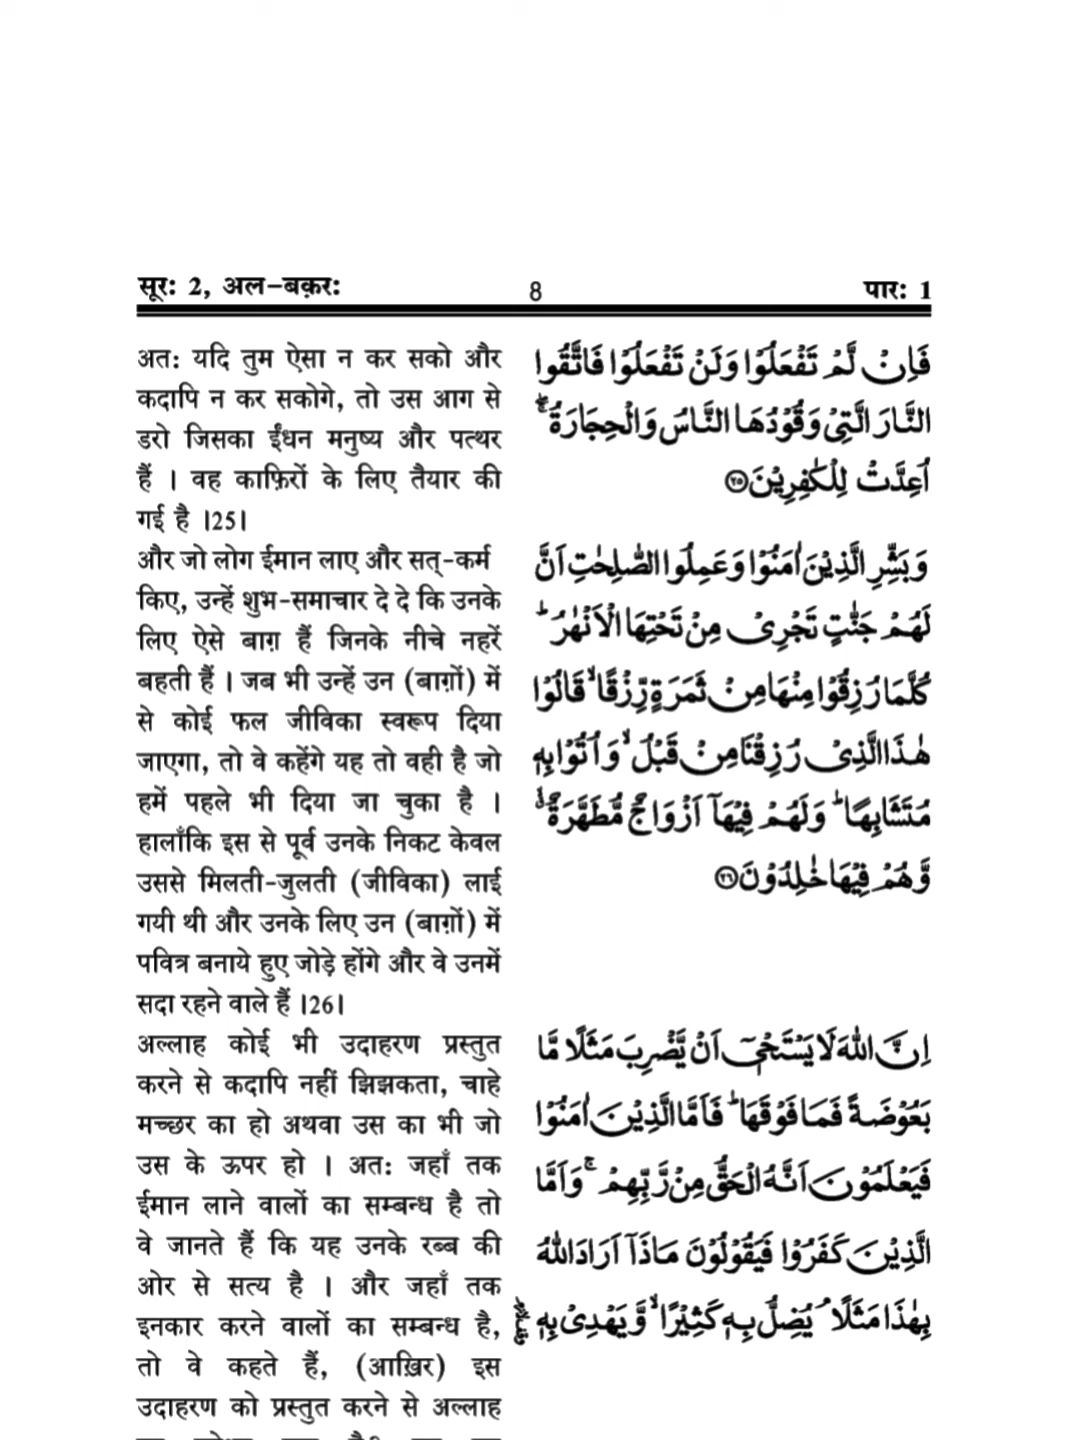 सूर: 2, अल-बक़र:
8
पार: 1
अत: यदि तुम ऐसा न कर सको और
कदापि न कर सकोगे, तो उस आग से
डरो जिसका ईंधन मनुष्य और पत्थर
हैं । वह काफ़िरों के लिए तैयार की
गई है ।25।
और जो लोग ईमान लाए और सत्-कर्म
किए, उन्हें शुभ-समाचार दे दे कि उनके
लिए ऐसे बाग़ हैं जिनके नीचे नहरें
बहती हैं । जब भी उन्हें उन (बाग़ों) में
से कोई फल जीविका स्वरूप दिया
जाएगा, तो वे कहेंगे यह तो वही है जो
हमें पहले भी दिया जा चुका है ।
हालाँकि इस से पूर्व उनके निकट केवल
उससे मिलती-जुलती (जीविका) लाई
गयी थी और उनके लिए उन (बाग़ों) में
पवित्र बनाये हुए जोड़े होंगे और वे उनमें
सदा रहने वाले हैं ।26।
अल्लाह कोई भी उदाहरण प्रस्तुत
करने से कदापि नहीं झिझकता, चाहे
मच्छर का हो अथवा उस का भी जो
उस के ऊपर हो । अत: जहाँ तक
ईमान लाने वालों का सम्बन्ध है तो
वे जानते हैं कि यह उनके रब्ब की
ओर से सत्य है । और जहाँ तक
इनकार करने वालों का सम्बन्ध है,
तो वे कहते हैं, (आख़िर) इस
उदाहरण को प्रस्तुत करने से अल्लाह
فَاِنْ لَّمْ تَفْعَلُوْا وَلَنْ تَفْعَلُوْا فَاتَّقُوا
النَّارَ الَّتِيْ وَقُوْدُهَا النَّاسُ وَالْحِجَارَةُ ۖۚ
اُعِدَّتْ لِلْكٰفِرِيْنَ ۝٢٥
وَ بَشِّرِ الَّذِيْنَ اٰمَنُوْا وَ عَمِلُوا الصّٰلِحٰتِ اَنَّ
لَهُمْ جَنّٰتٍ تَجْرِيْ مِنْ تَحْتِهَا الْاَنْهٰرُ ؕ
كُلَّمَا رُزِقُوْا مِنْهَا مِنْ ثَمَرَةٍ رِّزْقًا ۙ قَالُوْا
هٰذَا الَّذِيْ رُزِقْنَا مِنْ قَبْلُ ۙ وَ اُتُوْا بِهٖ
مُتَشَابِهًا ؕ وَلَهُمْ فِيْهَاۤ اَزْوَاجٌ مُّطَهَّرَةٌ ۙ
وَّهُمْ فِيْهَا خٰلِدُوْنَ ۝٢٦
اِنَّ اللّٰهَ لَا يَسْتَحْيٖۤ اَنْ يَّضْرِبَ مَثَلًا مَّا
بَعُوْضَةً فَمَا فَوْقَهَا ؕ فَاَمَّا الَّذِيْنَ اٰمَنُوْا
فَيَعْلَمُوْنَ اَنَّهُ الْحَقُّ مِنْ رَّبِّهِمْ ۚ وَاَمَّا
الَّذِيْنَ كَفَرُوْا فَيَقُوْلُوْنَ مَاذَاۤ اَرَادَ اللّٰهُ
بِهٰذَا مَثَلًا ۘ يُضِلُّ بِهٖ كَثِيْرًا ۙ وَّيَهْدِيْ بِهٖ